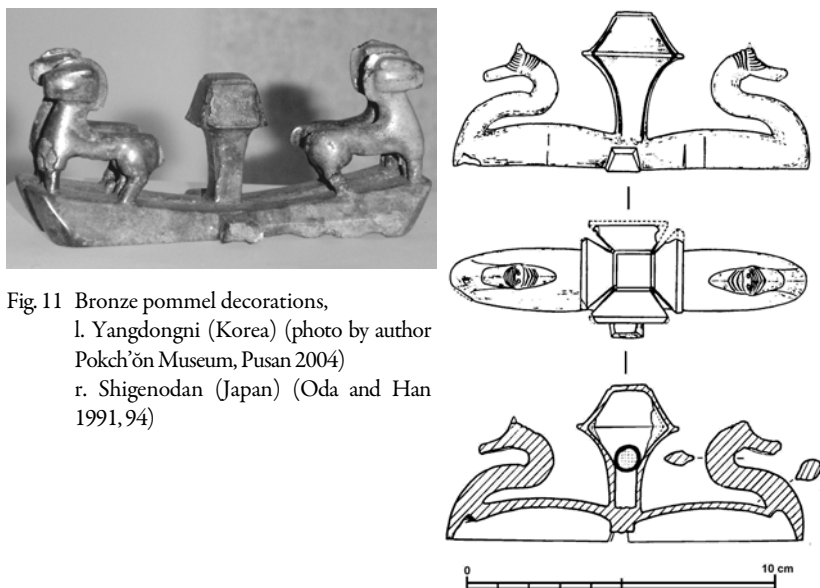 Fig. 11 Bronze pommel decorations,
l. Yangdongni (Korea) (photo by author
Pokch’ŏn Museum, Pusan 2004)
r. Shigenodan (Japan) (Oda and Han
1991, 94)
0 10 cm